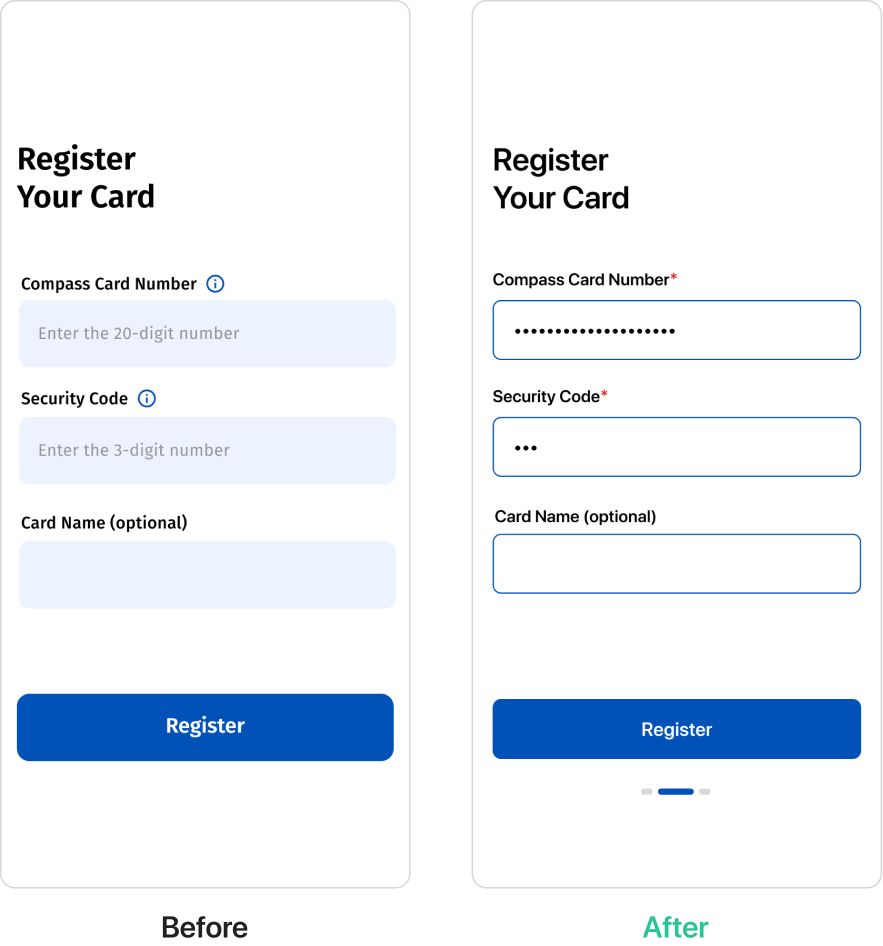 Register
Your Card
Compass Card Number
Enter the 20-digit number
Security Code
Enter the 3-digit number
Card Name (optional)
Register
Before
Register
Your Card
Compass Card Number*
••••••••••••••••••••
Security Code*
•••
Card Name (optional)
Register
After